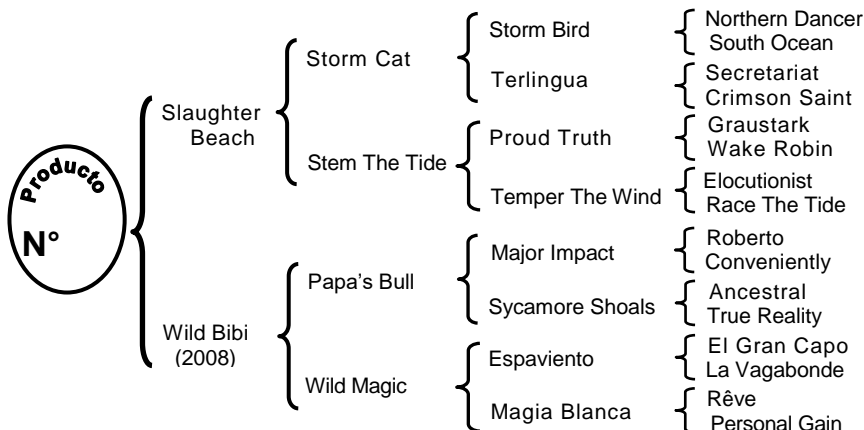 Producto
N°
Slaughter
Beach
Wild Bibi
(2008)
Storm Cat
Stem The Tide
Papa's Bull
Wild Magic
Storm Bird
Terlingua
Proud Truth
Temper The Wind
Major Impact
Sycamore Shoals
Espaviento
Magia Blanca
Northern Dancer
South Ocean
Secretariat
Crimson Saint
Graustark
Wake Robin
Elocutionist
Race The Tide
Roberto
Conveniently
Ancestral
True Reality
El Gran Capo
La Vagabonde
Rêve
Personal Gain